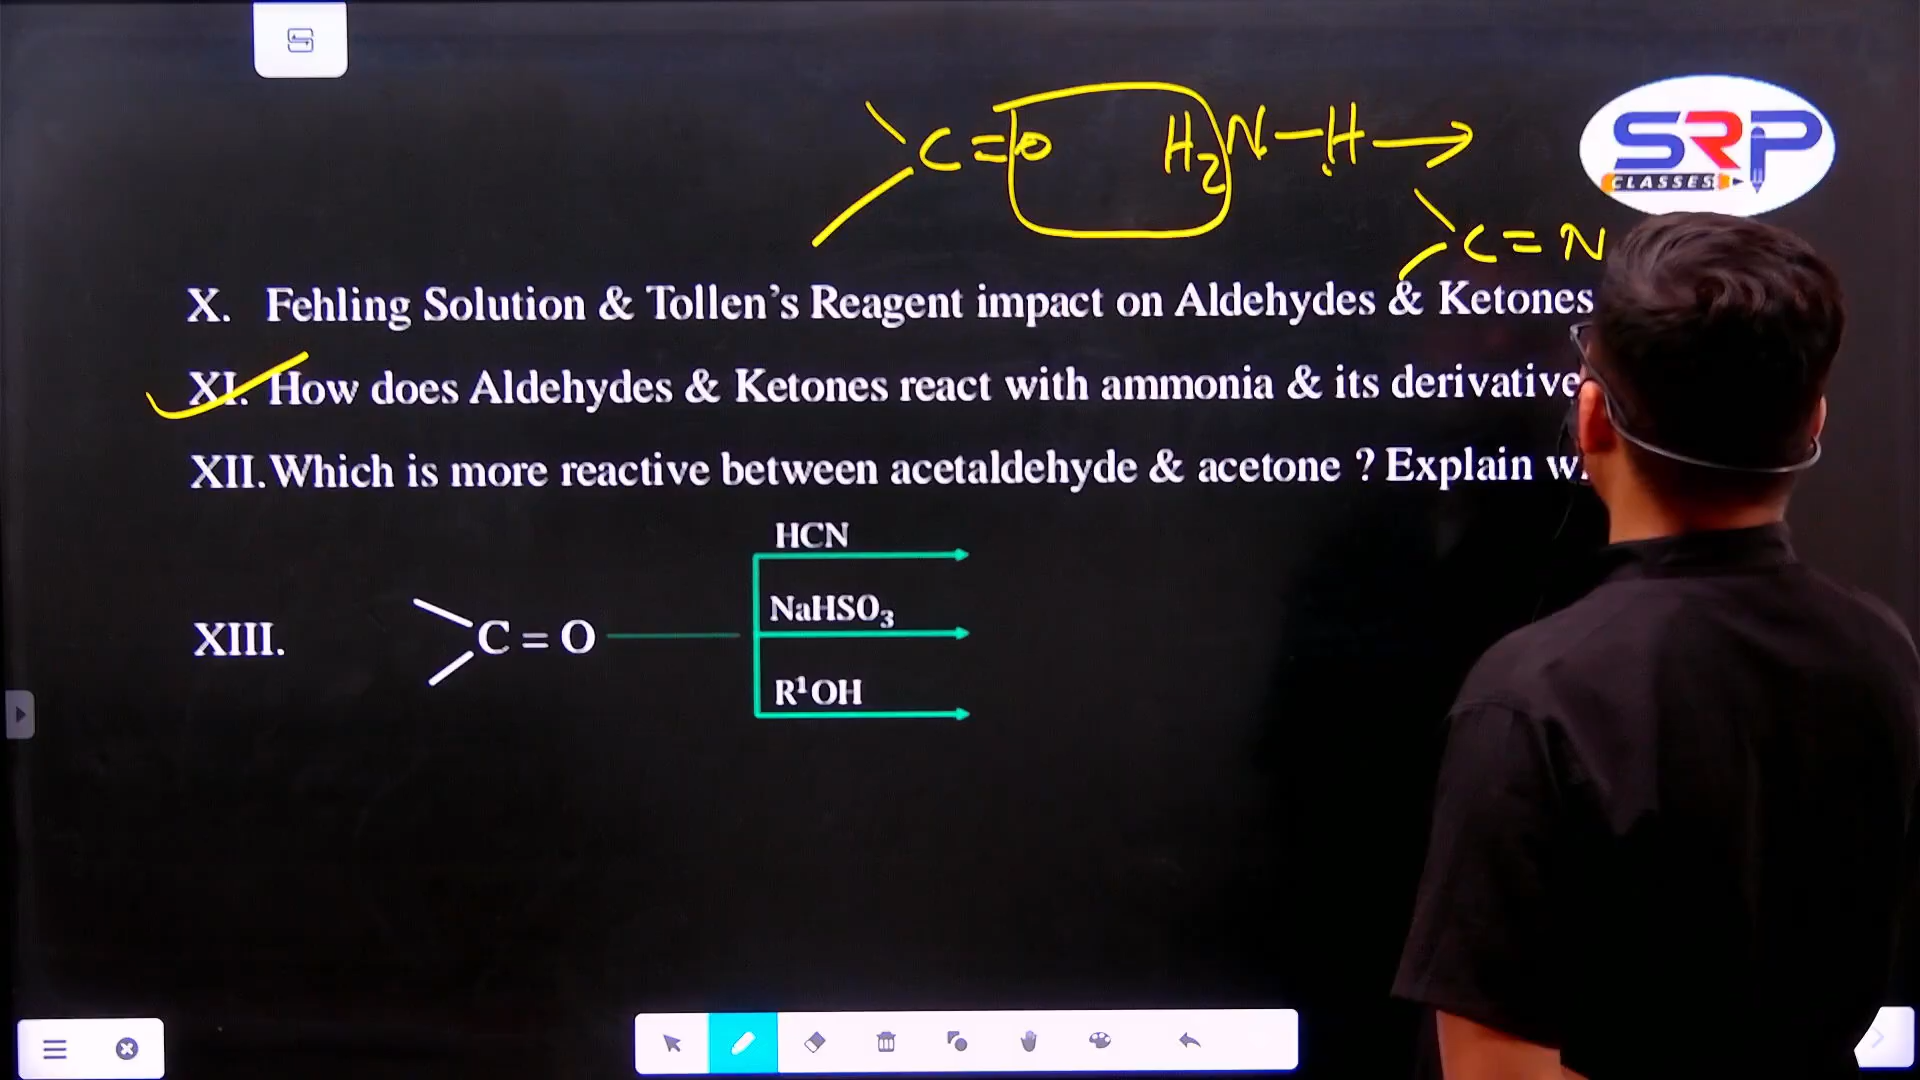 SRP
CLASSES
C=O H₂N-H →
C=N
X. Fehling Solution & Tollen's Reagent impact on Aldehydes & Ketones
XI. How does Aldehydes & Ketones react with ammonia & its derivative
XII. Which is more reactive between acetaldehyde & acetone ? Explain
HCN
NaHSO₃
XIII. C = O
R¹OH